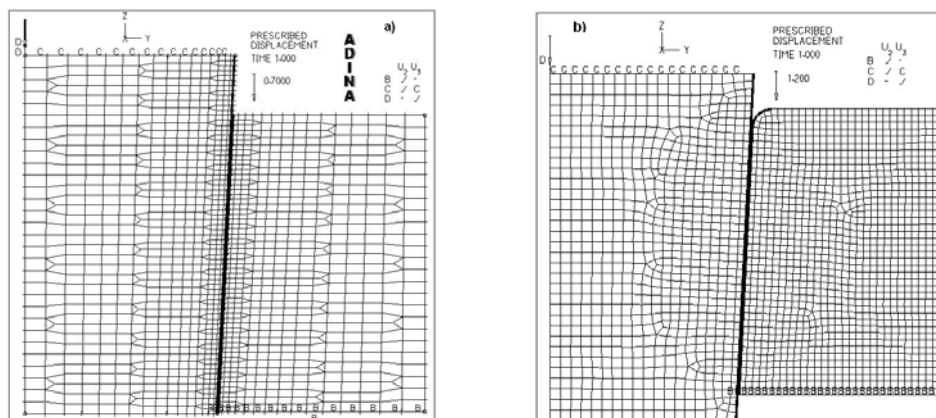 a)
Z
X Y
PRESCRIBED
DISPLACEMENT
TIME 1·000
0·7000
ADINA
U₂ U₃
B ✓ -
C ✓ C
D - ✓
D
D C C C C C C C C C C C C C
B B B B B B B B B B B
B
b)
Z
X Y
PRESCRIBED
DISPLACEMENT
TIME 1·000
1·200
U₂ U₃
B ✓ -
C ✓ C
D - ✓
D
C C C C C C C C C C C C C C C